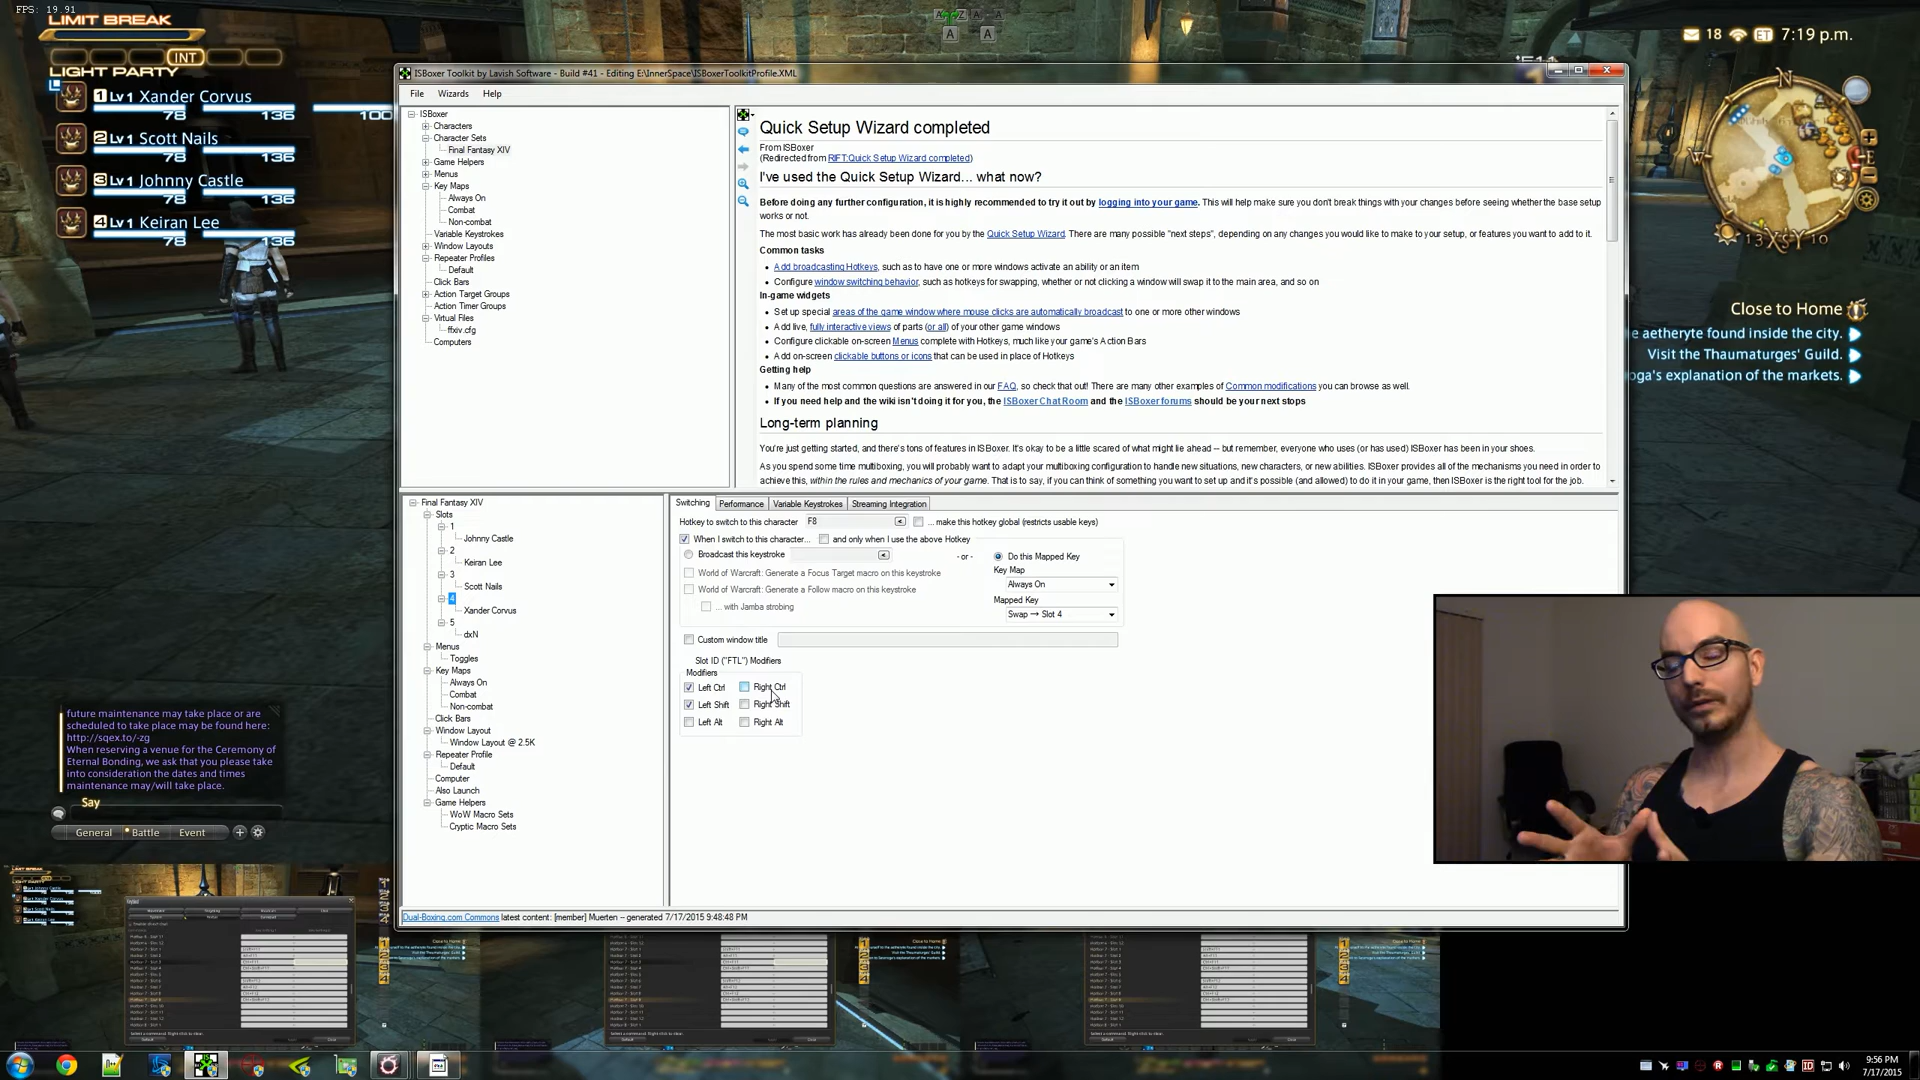 FPS: 19.91
LIMIT BREAK
INT
LIGHT PARTY
1 Lv 1 Xander Corvus
78 136 100
2 Lv 1 Scott Nails
78 136
3 Lv 1 Johnny Castle
78 136
4 Lv 1 Keiran Lee
78 136
18 ET 7:19 p.m.
N
W
E
13 X 5 Y 10
Close to Home
e aetheryte found inside the city.
Visit the Thaumaturges' Guild.
oga's explanation of the markets.
ISBoxer Toolkit by Lavish Software - Build #41 - Editing E:\InnerSpace\ISBoxerToolkitProfile.XML
File Wizards Help
ISBoxer
Characters
Character Sets
Final Fantasy XIV
Game Helpers
Menus
Key Maps
Always On
Combat
Non-combat
Variable Keystrokes
Window Layouts
Repeater Profiles
Default
Click Bars
Action Target Groups
Action Timer Groups
Virtual Files
ffxiv.cfg
Computers
Quick Setup Wizard completed
From ISBoxer
(Redirected from RIFT:Quick Setup Wizard completed)
I've used the Quick Setup Wizard... what now?
Before doing any further configuration, it is highly recommended to try it out by logging into your game. This will help make sure you don't break things with your changes before seeing whether the base setup
works or not.
The most basic work has already been done for you by the Quick Setup Wizard. There are many possible "next steps", depending on any changes you would like to make to your setup, or features you want to add to it.
Common tasks
• Add broadcasting Hotkeys, such as to have one or more windows activate an ability or an item
• Configure window switching behavior, such as hotkeys for swapping, whether or not clicking a window will swap it to the main area, and so on
In-game widgets
• Set up special areas of the game window where mouse clicks are automatically broadcast to one or more other windows
• Add live, fully interactive views of parts (or all) of your other game windows
• Configure clickable on-screen Menus complete with Hotkeys, much like your game's Action Bars
• Add on-screen clickable buttons or icons that can be used in place of Hotkeys
Getting help
• Many of the most common questions are answered in our FAQ, so check that out! There are many other examples of Common modifications you can browse as well.
• If you need help and the wiki isn't doing it for you, the ISBoxer Chat Room and the ISBoxer forums should be your next stops
Long-term planning
You're just getting started, and there's tons of features in ISBoxer. It's okay to be a little scared of what might lie ahead -- but remember, everyone who uses (or has used) ISBoxer has been in your shoes.
As you spend some time multiboxing, you will probably want to adapt your multiboxing configuration to handle new situations, new characters, or new abilities. ISBoxer provides all of the mechanisms you need in order to
achieve this, within the rules and mechanics of your game. That is to say, if you can think of something you want to set up and it's possible (and allowed) to do it in your game, then ISBoxer is the right tool for the job.
Final Fantasy XIV
Slots
1
Johnny Castle
2
Keiran Lee
3
Scott Nails
4
Xander Corvus
5
dxN
Menus
Toggles
Key Maps
Always On
Combat
Non-combat
Click Bars
Window Layout
Window Layout @ 2.5K
Repeater Profile
Default
Computer
Also Launch
Game Helpers
WoW Macro Sets
Cryptic Macro Sets
Switching Performance Variable Keystrokes Streaming Integration
Hotkey to switch to this character F8 < ... make this hotkey global (restricts usable keys)
When I switch to this character... and only when I use the above Hotkey
Broadcast this keystroke < - or - Do this Mapped Key
Key Map
World of Warcraft: Generate a Focus Target macro on this keystroke
Always On
World of Warcraft: Generate a Follow macro on this keystroke
Mapped Key
... with Jamba strobing
Swap → Slot 4
Custom window title
Slot ID ("FTL") Modifiers
Modifiers
Left Ctrl Right Ctrl
Left Shift Right Shift
Left Alt Right Alt
Dual-Boxing.com Commons latest content: [member] Muerten -- generated 7/17/2015 9:48:48 PM
future maintenance may take place or are
scheduled to take place may be found here:
http://sqex.to/-zg
When reserving a venue for the Ceremony of
Eternal Bonding, we ask that you please take
into consideration the dates and times
maintenance may/will take place.
Say
General Battle Event
9:56 PM
7/17/2015